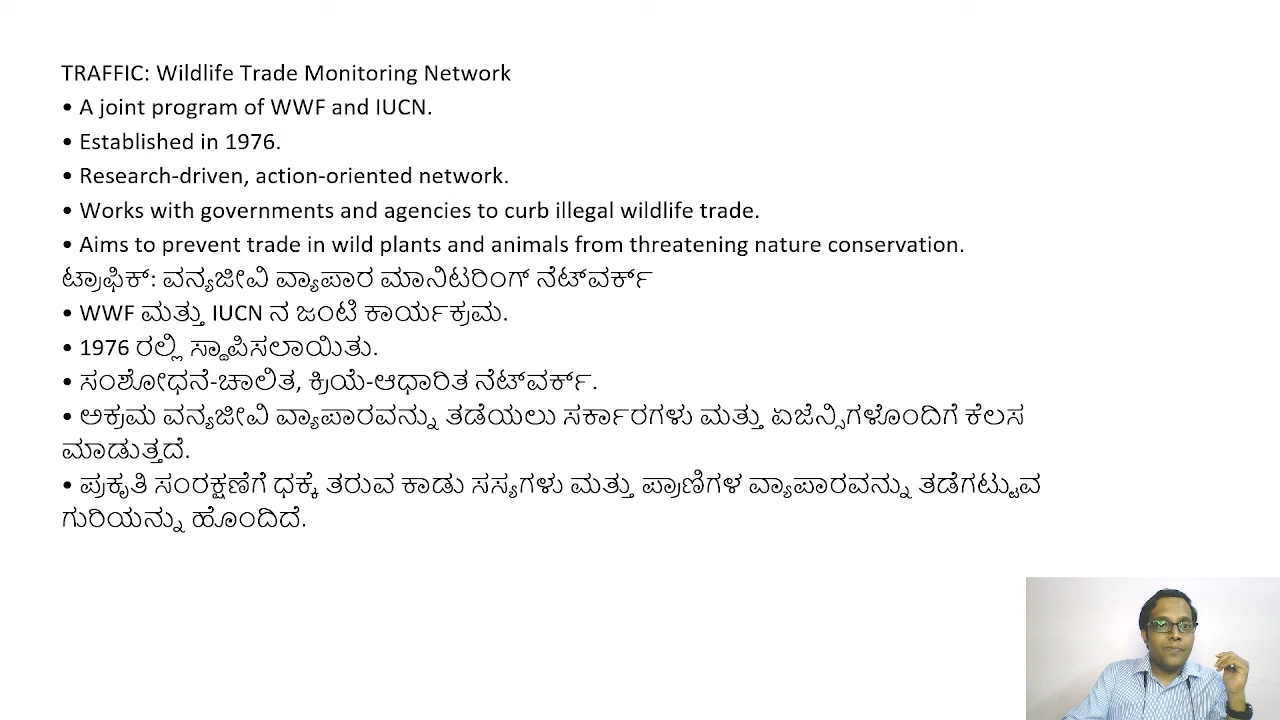 TRAFFIC: Wildlife Trade Monitoring Network
• A joint program of WWF and IUCN.
• Established in 1976.
• Research-driven, action-oriented network.
• Works with governments and agencies to curb illegal wildlife trade.
• Aims to prevent trade in wild plants and animals from threatening nature conservation.
ಟ್ರಾಫಿಕ್: ವನ್ಯಜೀವಿ ವ್ಯಾಪಾರ ಮಾನಿಟರಿಂಗ್ ನೆಟ್‌ವರ್ಕ್
• WWF ಮತ್ತು IUCN ನ ಜಂಟಿ ಕಾರ್ಯಕ್ರಮ.
• 1976 ರಲ್ಲಿ ಸ್ಥಾಪಿಸಲಾಯಿತು.
• ಸಂಶೋಧನೆ-ಚಾಲಿತ, ಕ್ರಿಯೆ-ಆಧಾರಿತ ನೆಟ್‌ವರ್ಕ್.
• ಅಕ್ರಮ ವನ್ಯಜೀವಿ ವ್ಯಾಪಾರವನ್ನು ತಡೆಯಲು ಸರ್ಕಾರಗಳು ಮತ್ತು ಏಜೆನ್ಸಿಗಳೊಂದಿಗೆ ಕೆಲಸ
ಮಾಡುತ್ತದೆ.
• ಪ್ರಕೃತಿ ಸಂರಕ್ಷಣೆಗೆ ಧಕ್ಕೆ ತರುವ ಕಾಡು ಸಸ್ಯಗಳು ಮತ್ತು ಪ್ರಾಣಿಗಳ ವ್ಯಾಪಾರವನ್ನು ತಡೆಗಟ್ಟುವ
ಗುರಿಯನ್ನು ಹೊಂದಿದೆ.